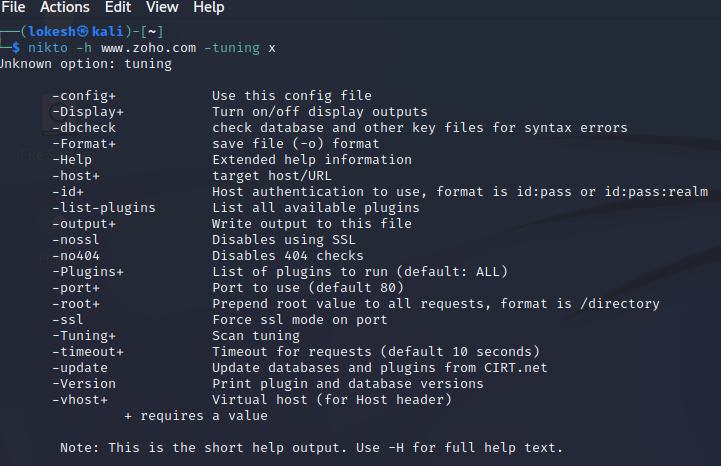 File Actions Edit View Help
(lokesh㉿kali)-[~]
$ nikto -h www.zoho.com -tuning x
Unknown option: tuning
-config+ Use this config file
-Display+ Turn on/off display outputs
-dbcheck check database and other key files for syntax errors
-Format+ save file (-o) format
-Help Extended help information
-host+ target host/URL
-id+ Host authentication to use, format is id:pass or id:pass:realm
-list-plugins List all available plugins
-output+ Write output to this file
-nossl Disables using SSL
-no404 Disables 404 checks
-Plugins+ List of plugins to run (default: ALL)
-port+ Port to use (default 80)
-root+ Prepend root value to all requests, format is /directory
-ssl Force ssl mode on port
-Tuning+ Scan tuning
-timeout+ Timeout for requests (default 10 seconds)
-update Update databases and plugins from CIRT.net
-Version Print plugin and database versions
-vhost+ Virtual host (for Host header)
+ requires a value
Note: This is the short help output. Use -H for full help text.